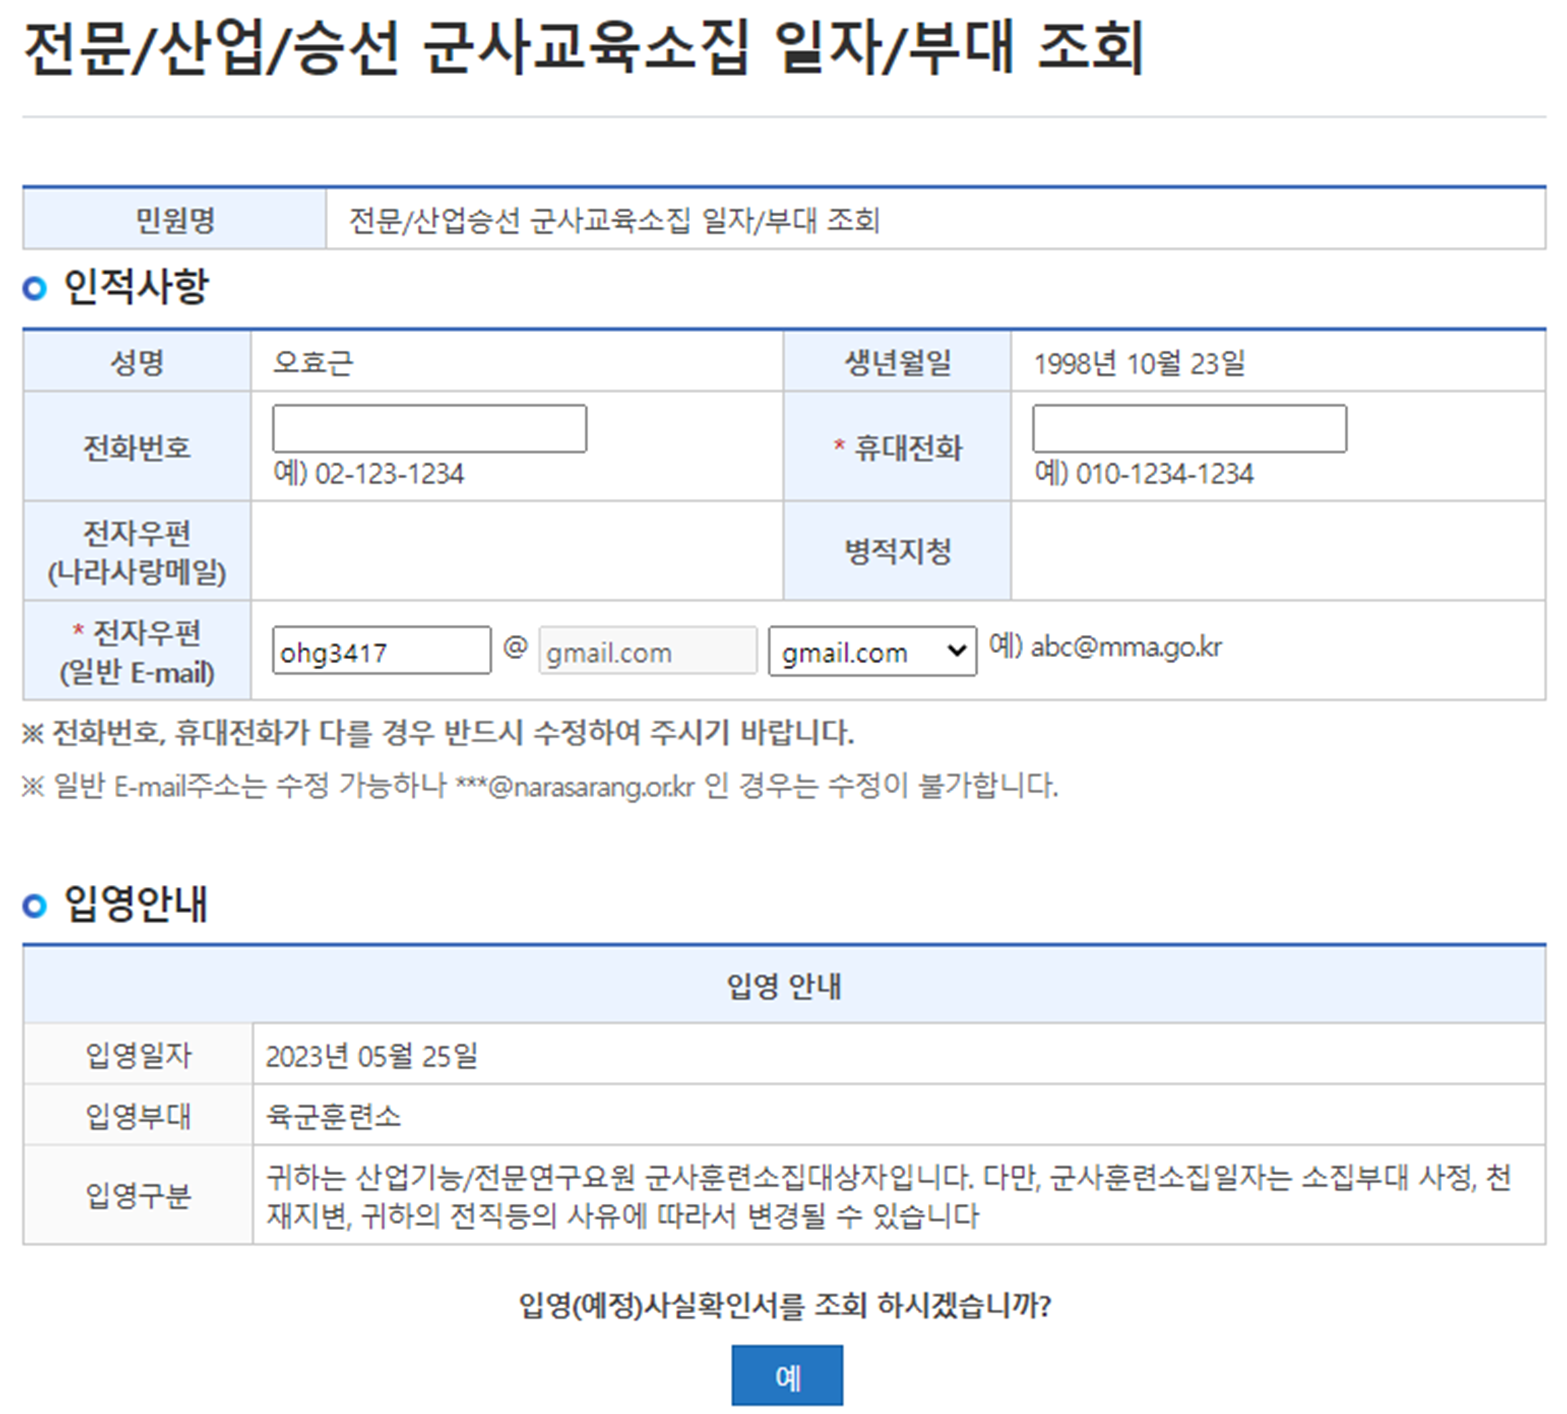 전문/산업/승선 군사교육소집 일자/부대 조회
민원명 전문/산업승선 군사교육소집 일자/부대 조회
인적사항
성명 오효근 생년월일 1998년 10월 23일
전화번호 예) 02-123-1234 * 휴대전화 예) 010-1234-1234
전자우편
(나라사랑메일) 병적지청
* 전자우편
(일반 E-mail) ohg3417 @ gmail.com gmail.com 예) abc@mma.go.kr
※ 전화번호, 휴대전화가 다를 경우 반드시 수정하여 주시기 바랍니다.
※ 일반 E-mail주소는 수정 가능하나 ***@narasarang.or.kr 인 경우는 수정이 불가합니다.
입영안내
입영 안내
입영일자 2023년 05월 25일
입영부대 육군훈련소
입영구분 귀하는 산업기능/전문연구요원 군사훈련소집대상자입니다. 다만, 군사훈련소집일자는 소집부대 사정, 천
재지변, 귀하의 전직등의 사유에 따라서 변경될 수 있습니다
입영(예정)사실확인서를 조회 하시겠습니까?
예